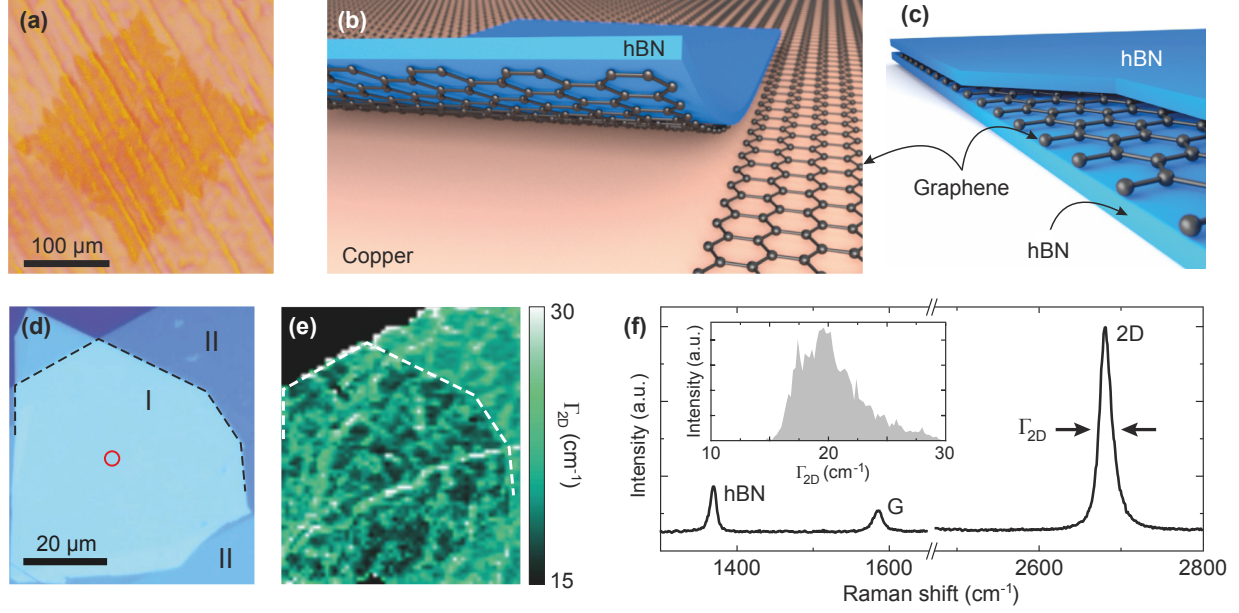 (a)
100 µm
(b)
hBN
Copper
(c)
hBN
Graphene
hBN
(d)
II
I
II
20 µm
(e)
30
Γ2D (cm-1)
15
(f)
Intensity (a.u.)
hBN
G
2D
Γ2D
1400
1600
2600
2800
Raman shift (cm-1)
Intensity (a.u.)
10
20
30
Γ2D (cm-1)